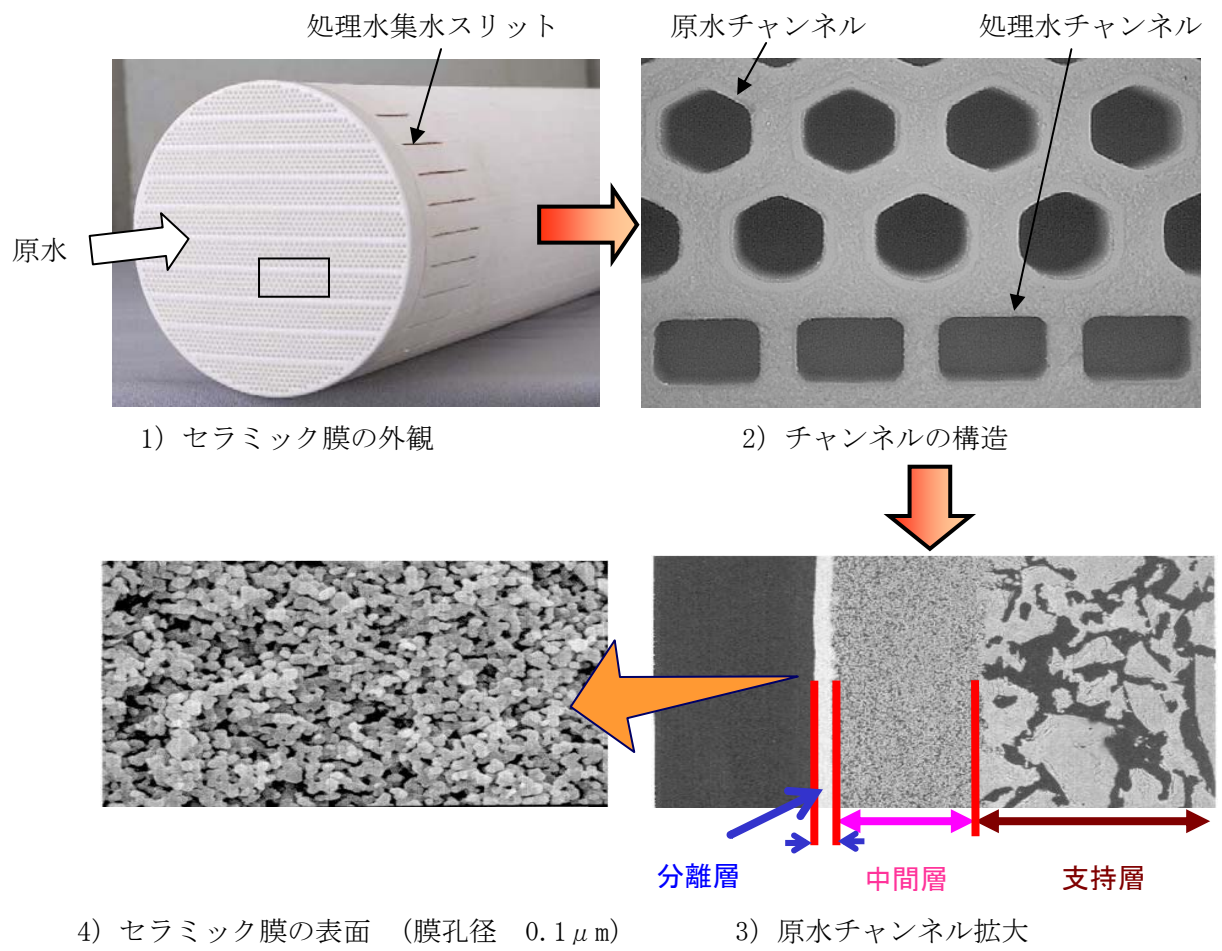 処理水集水スリット
原水チャンネル
処理水チャンネル
原水
1) セラミック膜の外観
2) チャンネルの構造
分離層
中間層
支持層
4) セラミック膜の表面 (膜孔径 0.1μm)
3) 原水チャンネル拡大